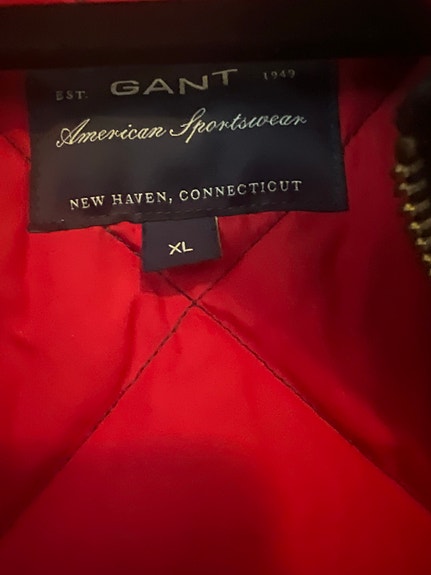 EST. GANT 1949
American Sportswear
NEW HAVEN, CONNECTICUT
XL